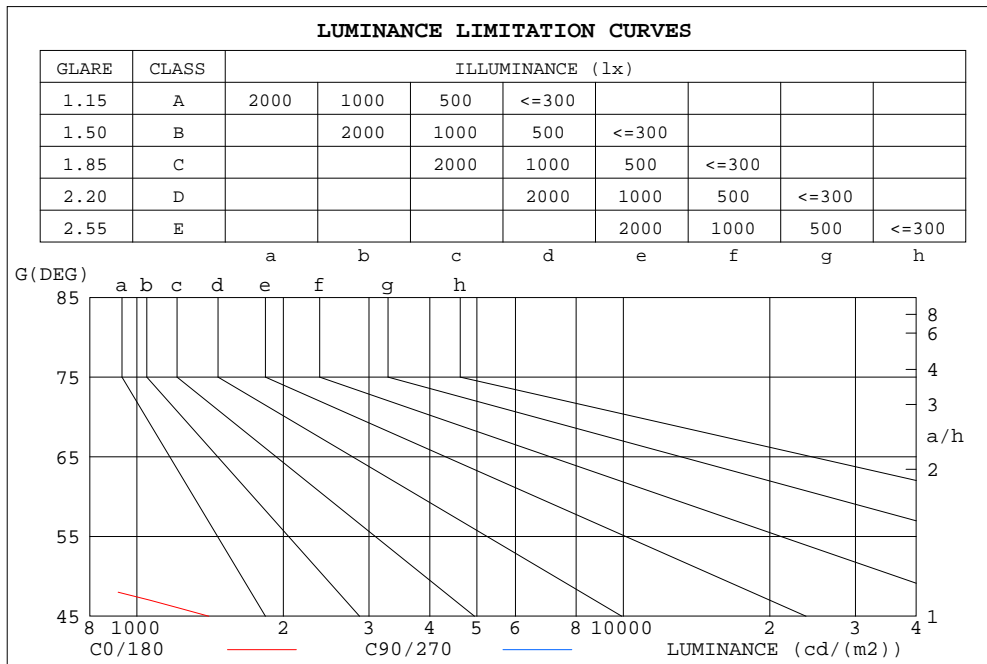 LUMINANCE LIMITATION CURVES
GLARE CLASS ILLUMINANCE (lx)
1.15 A 2000 1000 500 <=300
1.50 B 2000 1000 500 <=300
1.85 C 2000 1000 500 <=300
2.20 D 2000 1000 500 <=300
2.55 E 2000 1000 500 <=300
a b c d e f g h
G(DEG)
a b c d e f g h
85
8
6
75
4
3
a/h
65
2
55
45
1
8 1000 2 3 4 5 6 8 10000 2 3 4
C0/180 C90/270 LUMINANCE (cd/(m2))